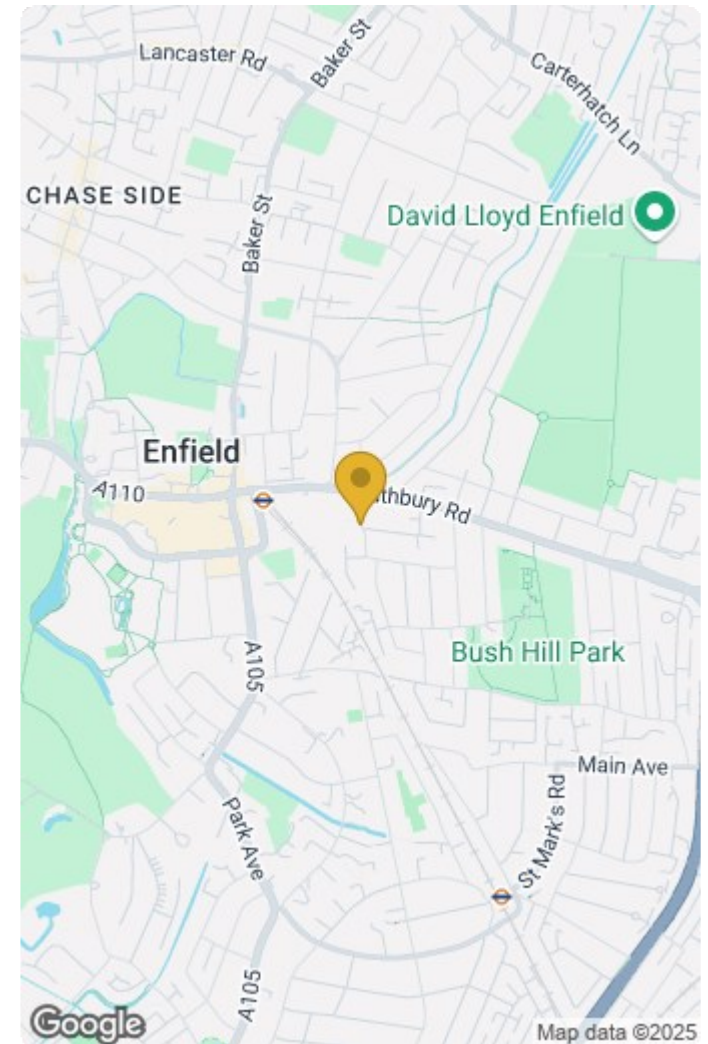 Lancaster Rd
Baker St
Carterhatch Ln
CHASE SIDE
David Lloyd Enfield
Baker St
Enfield
A110
thbury Rd
Bush Hill Park
A105
Main Ave
St Mark's Rd
Park Ave
A105
Google
Map data ©2025